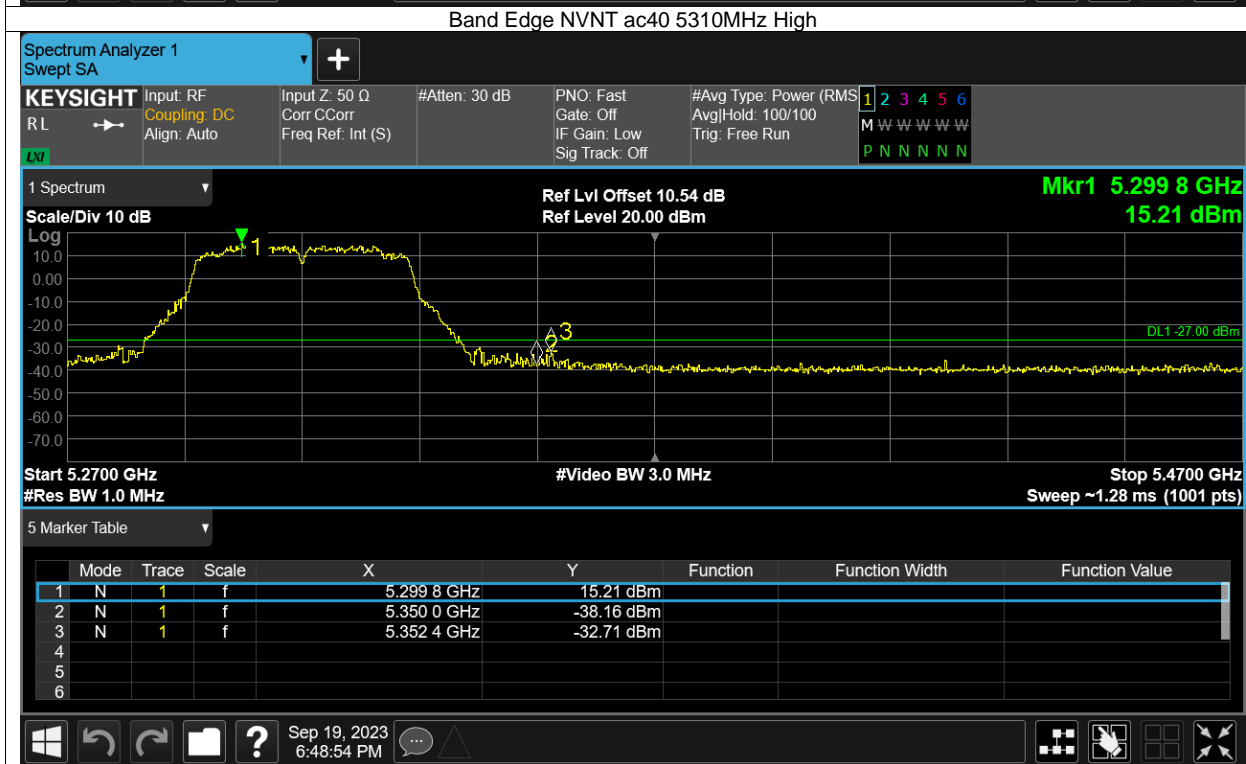 Band Edge NVNT ac40 5310MHz High
Spectrum Analyzer 1
Swept SA
+
KEYSIGHT Input: RF Input Z: 50 Ω #Atten: 30 dB PNO: Fast #Avg Type: Power (RMS 1 2 3 4 5 6
R L Coupling: DC Corr CCorr Gate: Off Avg|Hold: 100/100 M W W W W W
Align: Auto Freq Ref: Int (S) IF Gain: Low Trig: Free Run
LXI Sig Track: Off P N N N N N
1 Spectrum Ref Lvl Offset 10.54 dB Mkr1 5.299 8 GHz
Scale/Div 10 dB Ref Level 20.00 dBm 15.21 dBm
Log
1
10.0
0.00
-10.0
-20.0
3 DL1 -27.00 dBm
2
-30.0
-40.0
-50.0
-60.0
-70.0
Start 5.2700 GHz #Video BW 3.0 MHz Stop 5.4700 GHz
#Res BW 1.0 MHz Sweep ~1.28 ms (1001 pts)
5 Marker Table
Mode Trace Scale X Y Function Function Width Function Value
1 N 1 f 5.299 8 GHz 15.21 dBm
2 N 1 f 5.350 0 GHz -38.16 dBm
3 N 1 f 5.352 4 GHz -32.71 dBm
4
5
6
? Sep 19, 2023
6:48:54 PM